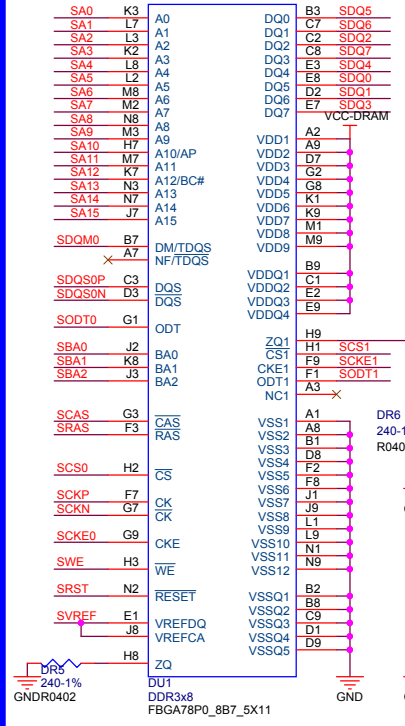 SA0 K3 A0 DQ0 B3 SDQ5
SA1 L7 A1 DQ1 C7 SDQ6
SA2 L3 A2 DQ2 C2 SDQ2
SA3 K2 A3 DQ3 C8 SDQ7
SA4 L8 A4 DQ4 E3 SDQ4
SA5 L2 A5 DQ5 E8 SDQ0
SA6 M8 A6 DQ6 D2 SDQ1
SA7 M2 A7 DQ7 E7 SDQ3
VCC-DRAM
SA8 N8 A8
SA9 M3 A9 VDD1 A2
SA10 H7 A10/AP VDD2 A9
SA11 M7 A11 VDD3 D7
SA12 K7 A12/BC# VDD4 G2
SA13 N3 A13 VDD5 G8
SA14 N7 A14 VDD6 K1
SA15 J7 A15 VDD7 K9
VDD8 M1
SDQM0 B7 DM/TDQS VDD9 M9
A7 NF/TDQS
VDDQ1 B9
SDQS0P C3 DQS VDDQ2 C1
SDQS0N D3 DQS VDDQ3 E2
VDDQ4 E9
SODT0 G1 ODT
ZQ1 H9
SBA0 J2 BA0 CS1 H1 SCS1
SBA1 K8 BA1 CKE1 F9 SCKE1
SBA2 J3 BA2 ODT1 F1 SODT1
NC1 A3
SCAS G3 CAS VSS1 A1
SRAS F3 RAS VSS2 A8
VSS3 B1
VSS4 D8
SCS0 H2 CS VSS5 F2
VSS6 F8
SCKP F7 CK VSS7 J1
SCKN G7 CK VSS8 J9
VSS9 L1
SCKE0 G9 CKE VSS10 L9
VSS11 N1
SWE H3 WE VSS12 N9
SRST N2 RESET VSSQ1 B2
VSSQ2 B8
SVREF E1 VREFDQ VSSQ3 C9
J8 VREFCA VSSQ4 D1
VSSQ5 D9
H8 ZQ
DR5
240-1%
GND R0402
DU1
DDR3x8
FBGA78P0_8B7_5X11
GND
DR6
240-1
R040